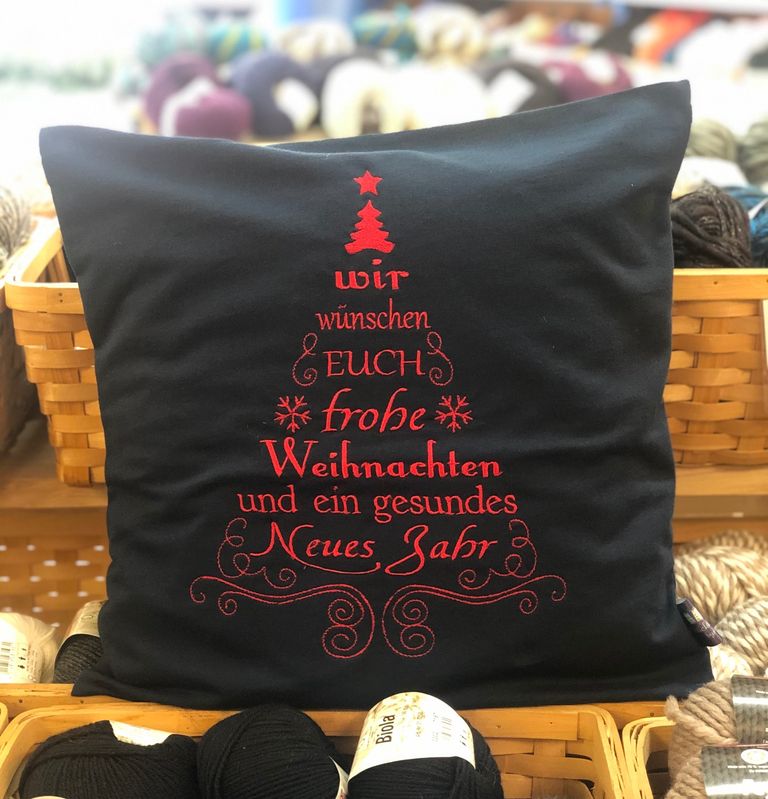 wir
wünschen
EUCH
frohe
Weihnachten
und ein gesundes
Neues Jahr
Biola